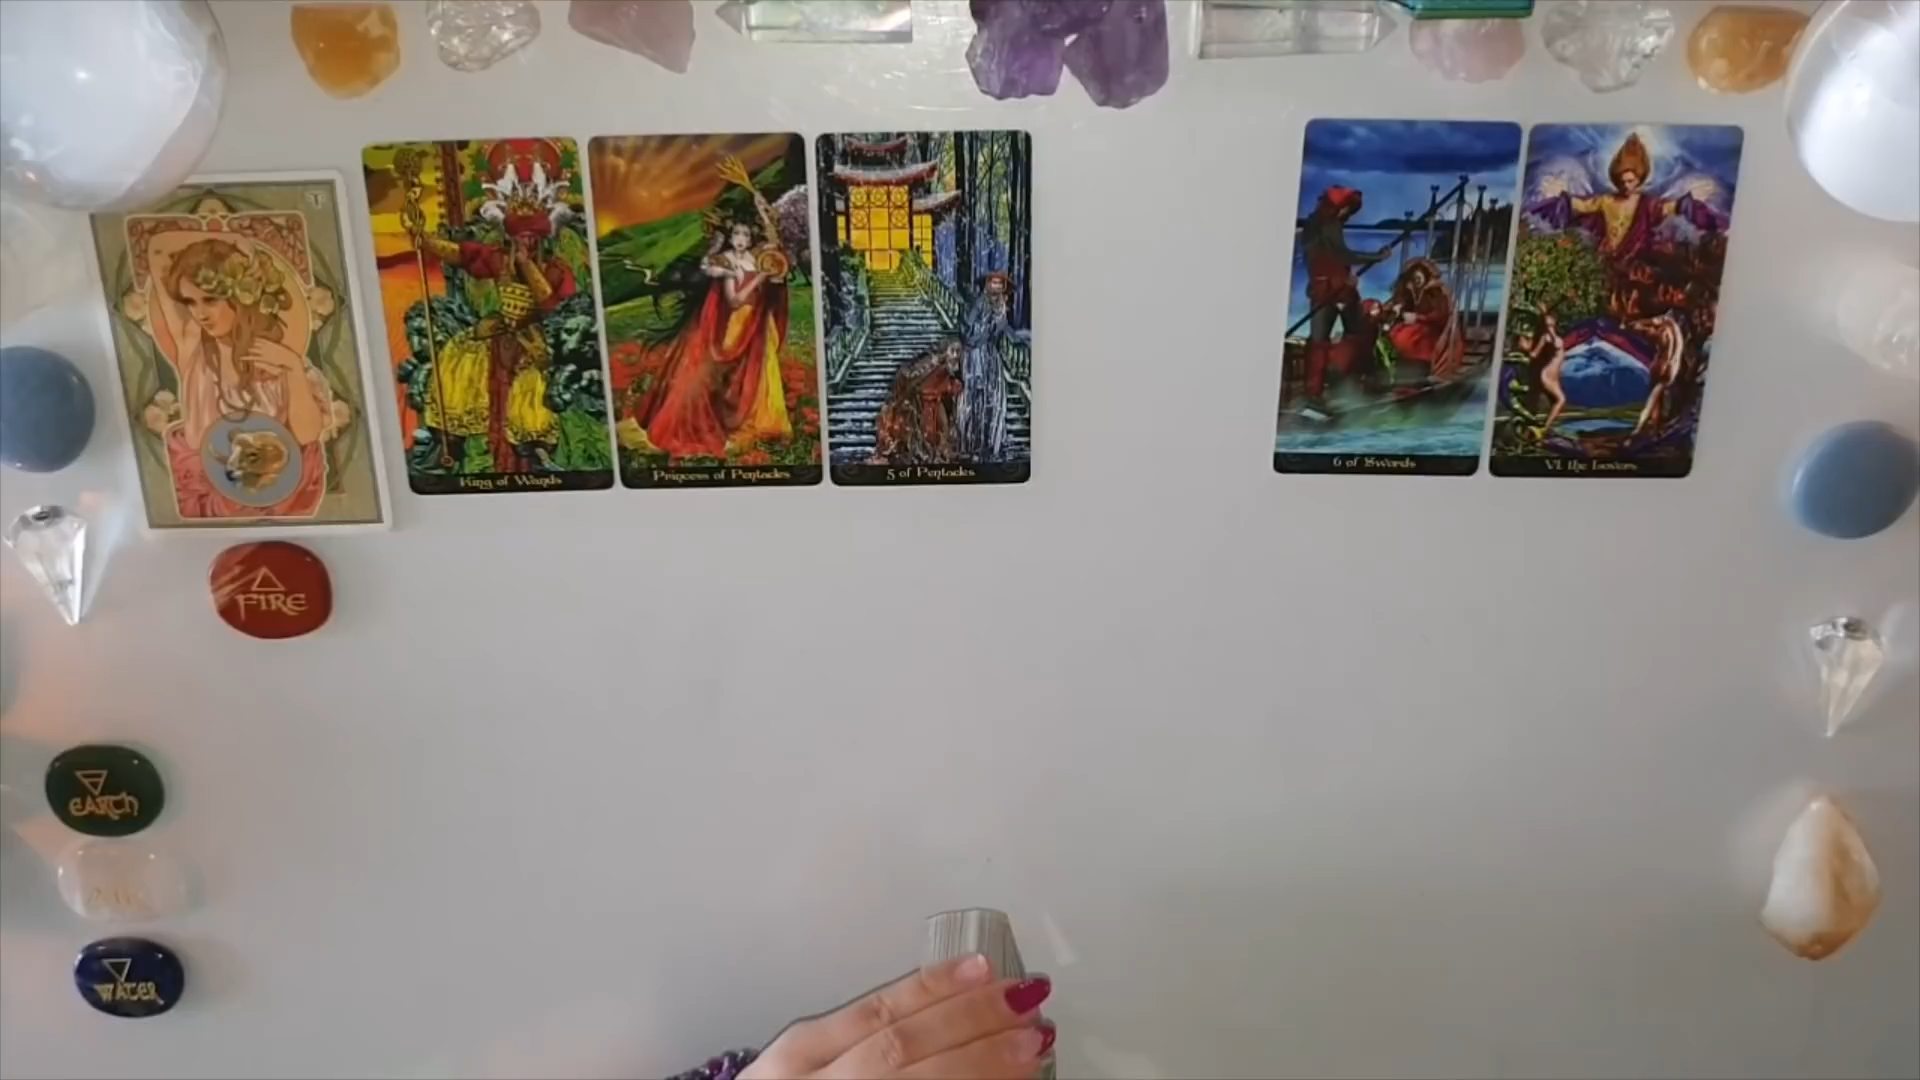 King of Wands
Princess of Pentacles
5 of Pentacles
6 of Swords
VI the Lovers
FIRE
EARTH
WATER